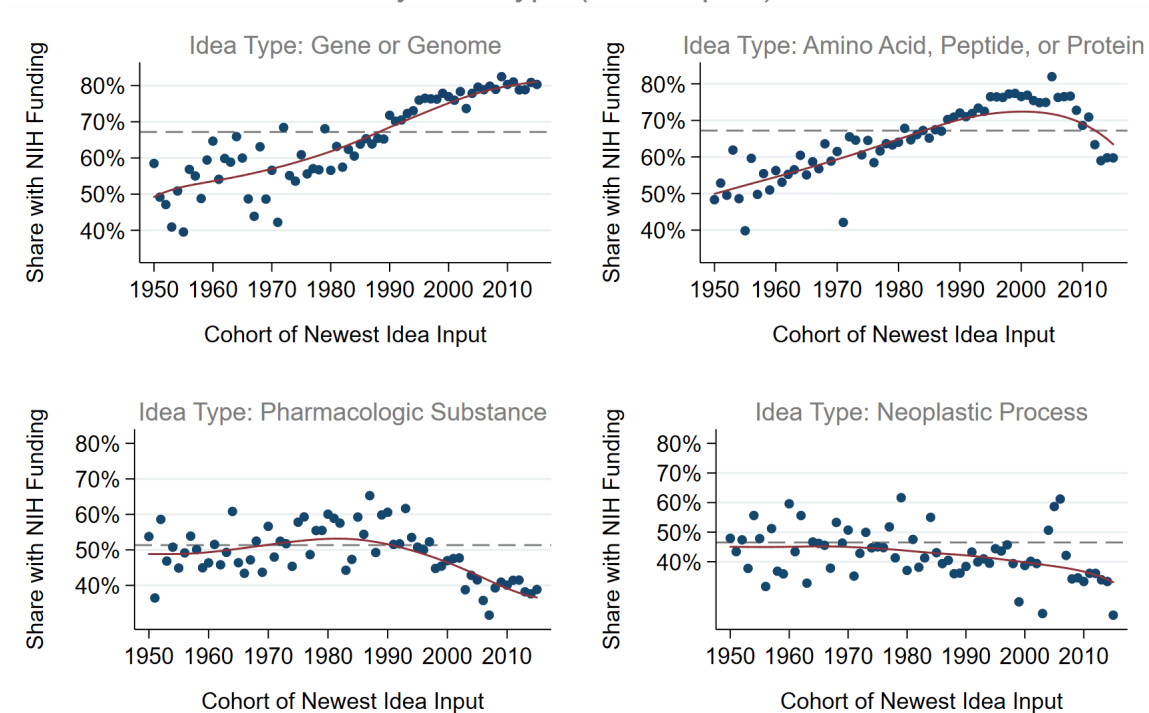 Idea Type: Gene or Genome
Share with NIH Funding
80%
70%
60%
50%
40%
1950 1960 1970 1980 1990 2000 2010
Cohort of Newest Idea Input
Idea Type: Amino Acid, Peptide, or Protein
Share with NIH Funding
80%
70%
60%
50%
40%
1950 1960 1970 1980 1990 2000 2010
Cohort of Newest Idea Input
Idea Type: Pharmacologic Substance
Share with NIH Funding
80%
70%
60%
50%
40%
1950 1960 1970 1980 1990 2000 2010
Cohort of Newest Idea Input
Idea Type: Neoplastic Process
Share with NIH Funding
80%
70%
60%
50%
40%
1950 1960 1970 1980 1990 2000 2010
Cohort of Newest Idea Input